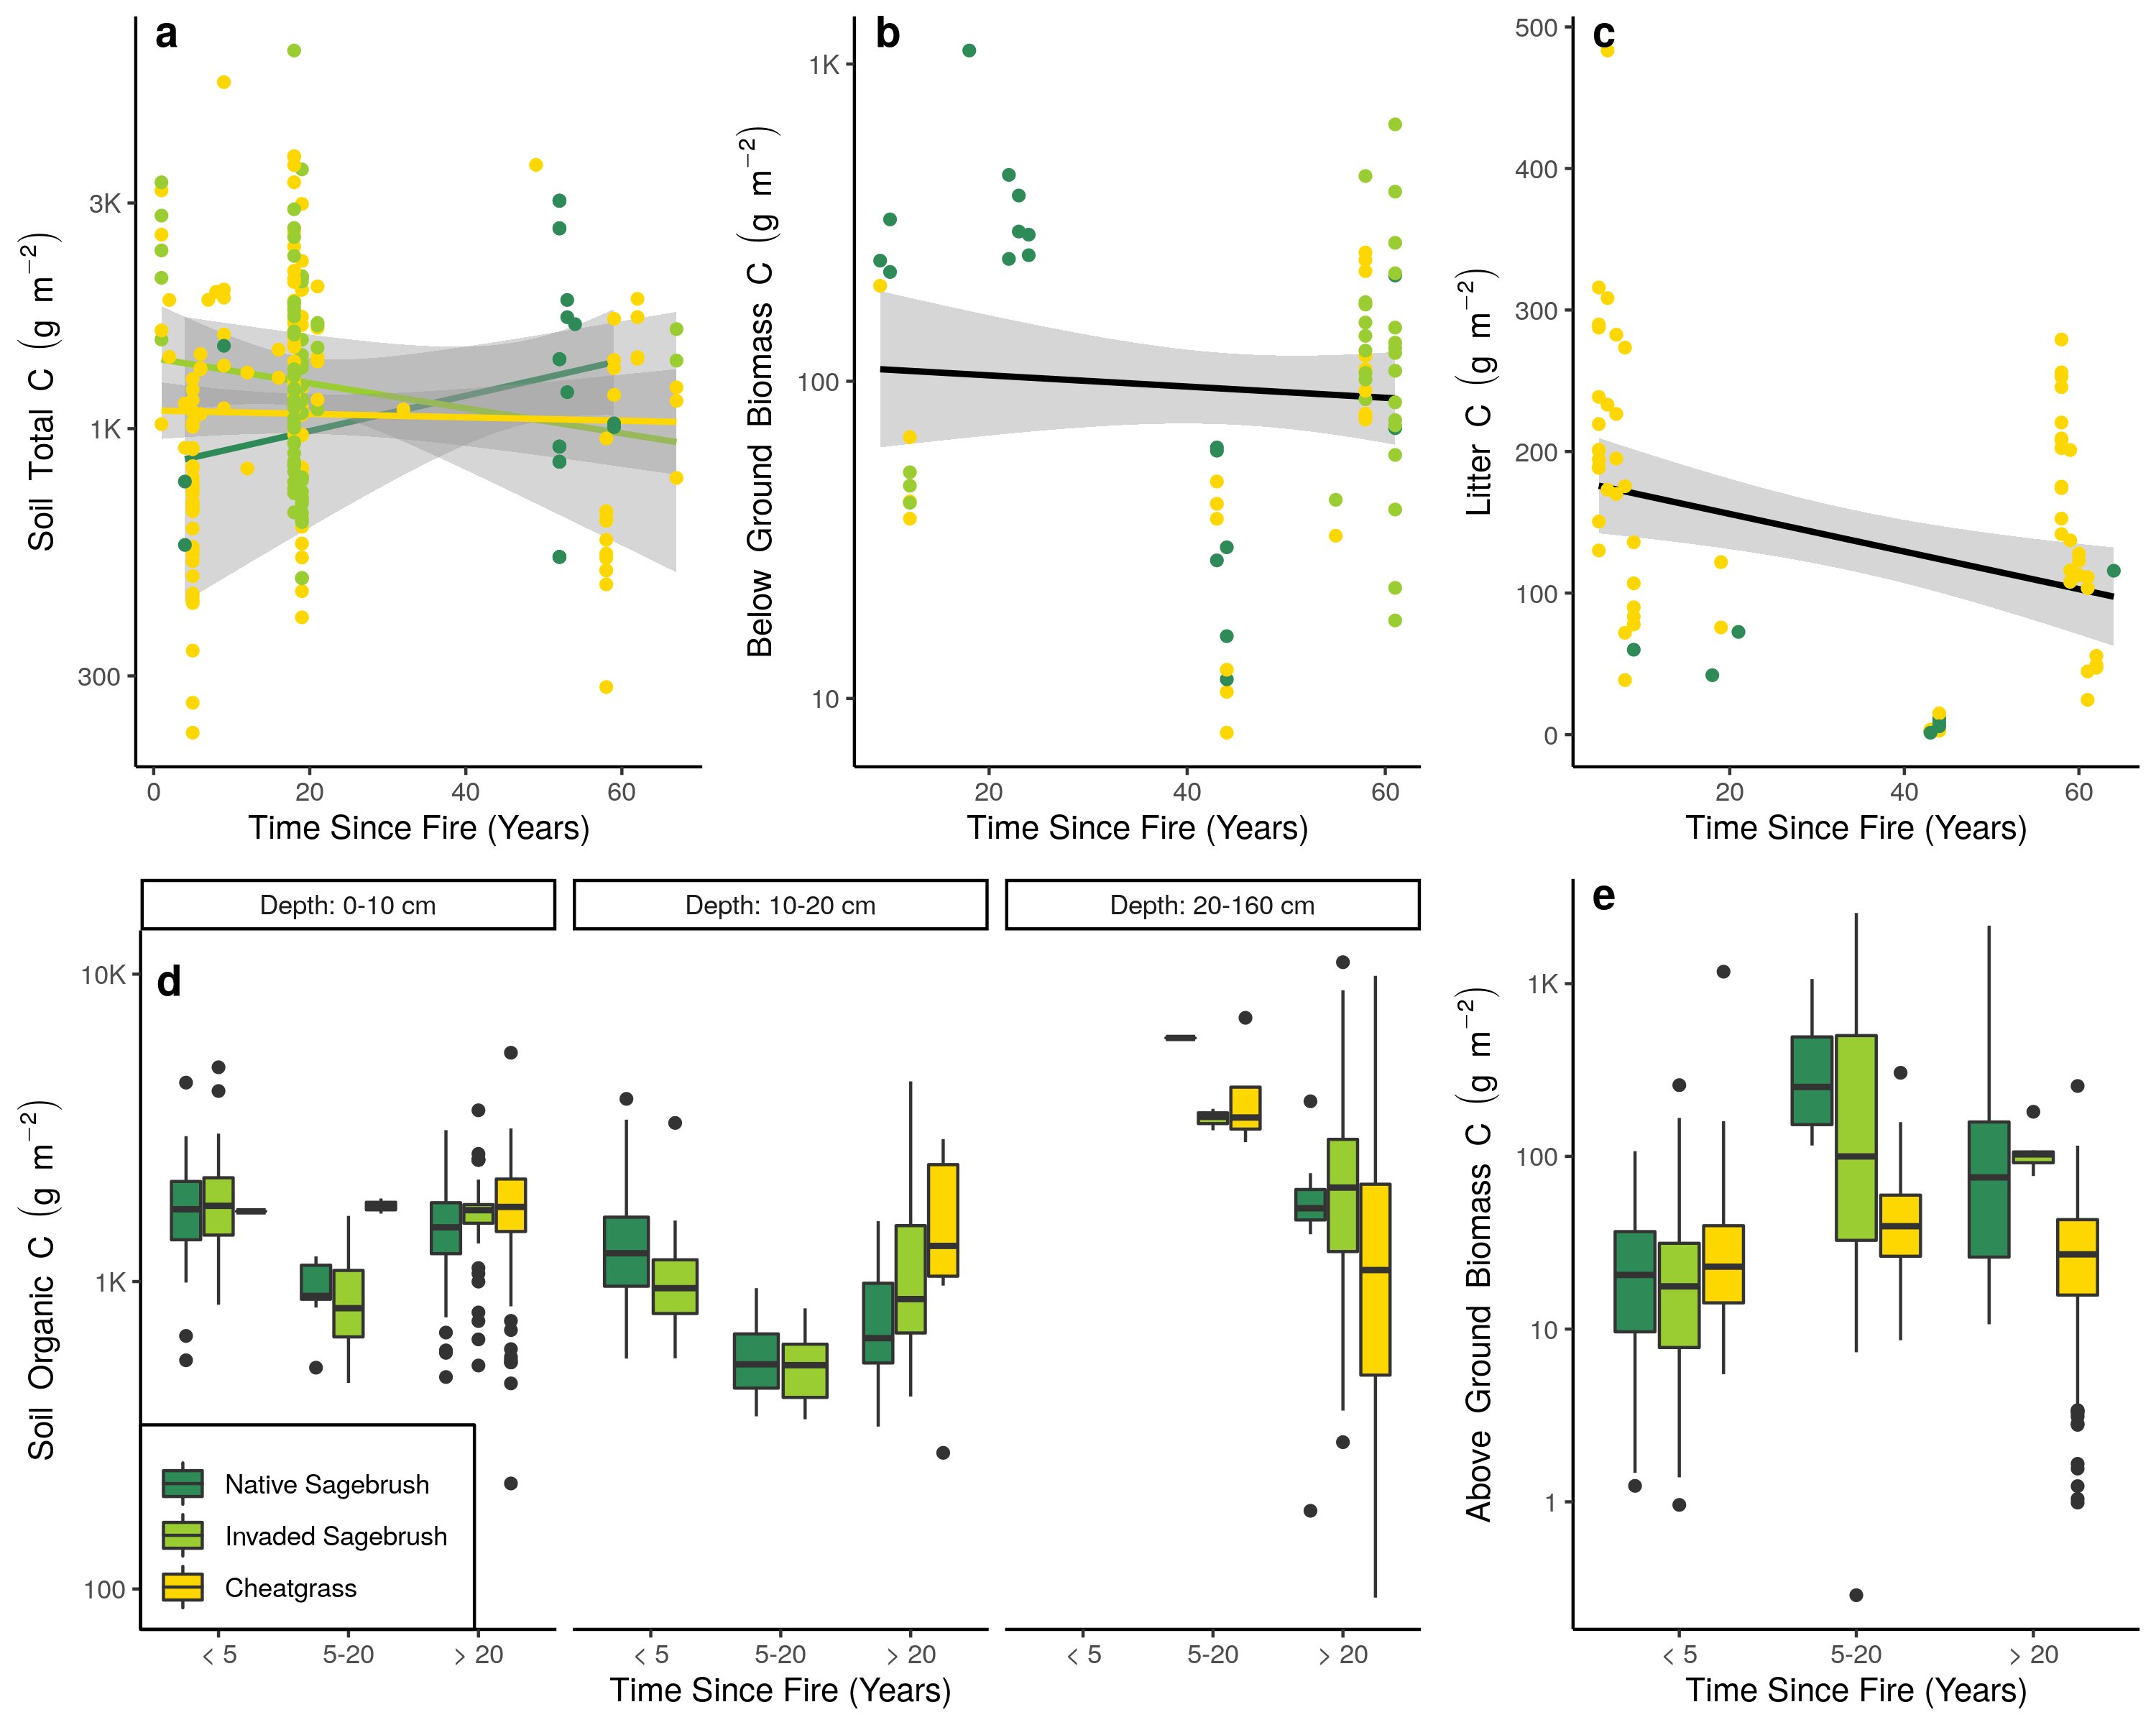 a
Soil Total C (g m−2)
3K
1K
300
0 20 40 60
Time Since Fire (Years)
b
Below Ground Biomass C (g m−2)
1K
100
10
20 40 60
Time Since Fire (Years)
c
Litter C (g m−2)
500
400
300
200
100
0
20 40 60
Time Since Fire (Years)
Depth: 0-10 cm
Depth: 10-20 cm
Depth: 20-160 cm
d
Soil Organic C (g m−2)
10K
1K
100
Native Sagebrush
Invaded Sagebrush
Cheatgrass
< 5 5-20 > 20
< 5 5-20 > 20
< 5 5-20 > 20
Time Since Fire (Years)
e
Above Ground Biomass C (g m−2)
1K
100
10
1
< 5 5-20 > 20
Time Since Fire (Years)